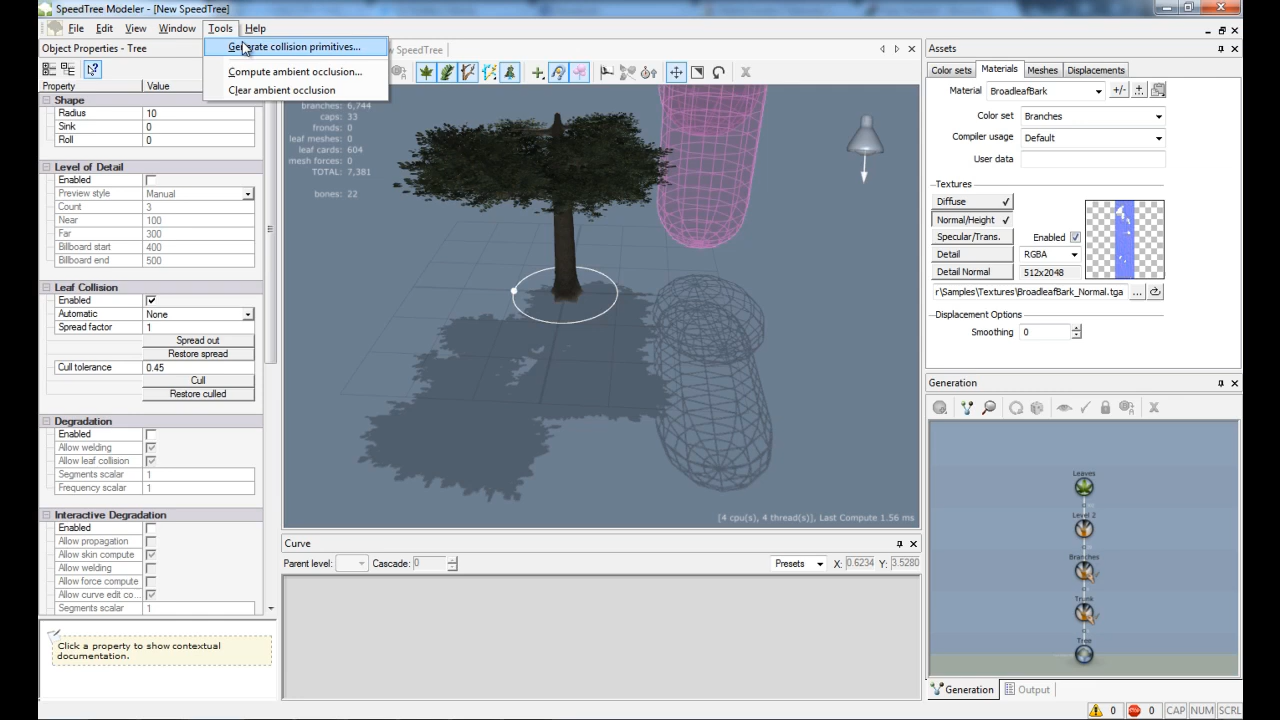 SpeedTree Modeler - [New SpeedTree]
File Edit View Window Tools Help
Generate collision primitives...
Compute ambient occlusion...
Clear ambient occlusion
Object Properties - Tree
Property Value
Shape
Radius 10
Sink 0
Roll 0
Level of Detail
Enabled
Preview style Manual
Count 3
Near 100
Far 300
Billboard start 400
Billboard end 500
Leaf Collision
Enabled
Automatic None
Spread factor 1
Spread out
Restore spread
Cull tolerance 0.45
Cull
Restore culled
Degradation
Enabled
Allow welding
Allow leaf collision
Segments scalar 1
Frequency scalar 1
Interactive Degradation
Enabled
Allow propagation
Allow skin compute
Allow welding
Allow force compute
Allow curve edit co...
Segments scalar 1
Click a property to show contextual
documentation.
SpeedTree
branches: 6,744
caps: 33
fronds: 0
leaf meshes: 0
leaf cards: 604
mesh forces: 0
TOTAL: 7,381
bones: 22
[4 cpu(s), 4 thread(s)], Last Compute 1.56 ms
Curve
Parent level: Cascade: 0 Presets X: 0.6234 Y: 3.5280
Assets
Color sets Materials Meshes Displacements
Material BroadleafBark +/-
Color set Branches
Compiler usage Default
User data
Textures
Diffuse
Normal/Height
Specular/Trans. Enabled
Detail RGBA
Detail Normal 512x2048
r\Samples\Textures\BroadleafBark_Normal.tga ...
Displacement Options
Smoothing 0
Generation
Leaves
Level 2
Branches
Trunk
Tree
Generation Output
0 0 CAP NUM SCRL